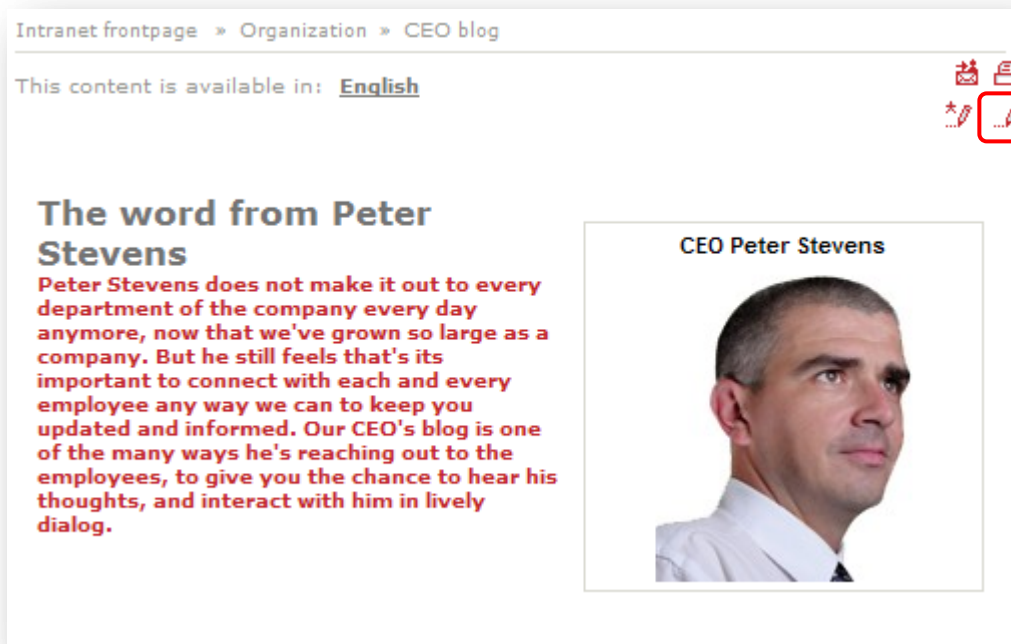 Intranet frontpage » Organization » CEO blog
This content is available in: English
The word from Peter
Stevens
Peter Stevens does not make it out to every
department of the company every day
anymore, now that we've grown so large as a
company. But he still feels that's its
important to connect with each and every
employee any way we can to keep you
updated and informed. Our CEO's blog is one
of the many ways he's reaching out to the
employees, to give you the chance to hear his
thoughts, and interact with him in lively
dialog.
CEO Peter Stevens